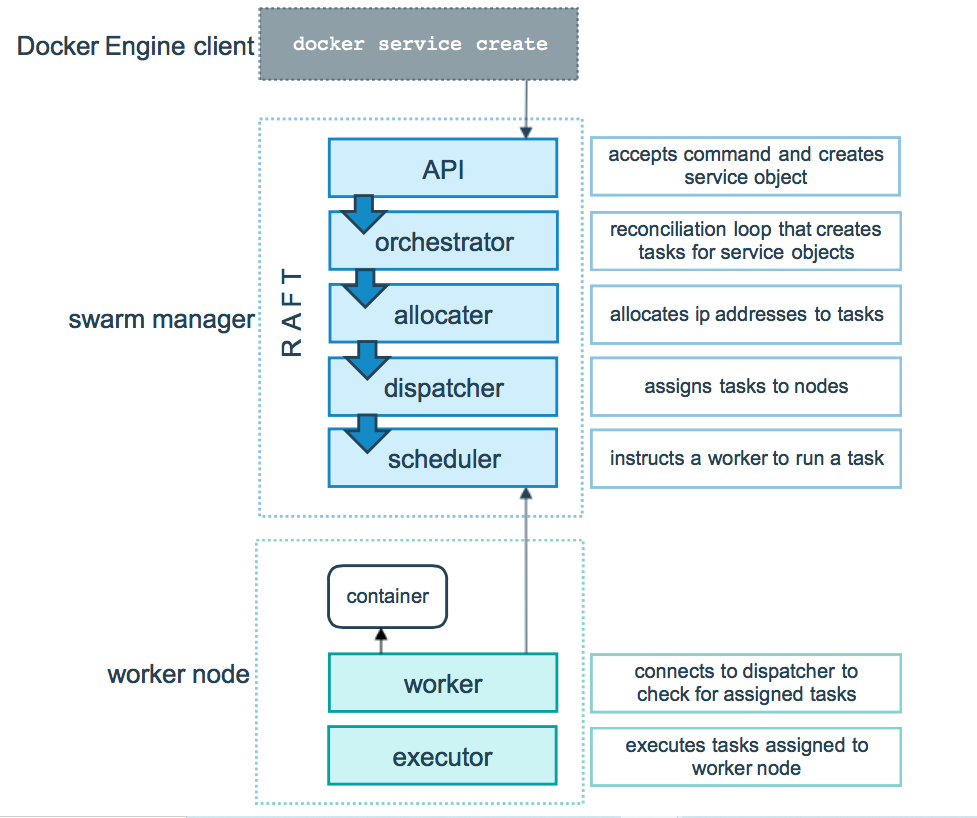 Docker Engine client
docker service create
swarm manager
RAFT
API
accepts command and creates
service object
orchestrator
reconciliation loop that creates
tasks for service objects
allocater
allocates ip addresses to tasks
dispatcher
assigns tasks to nodes
scheduler
instructs a worker to run a task
worker node
container
worker
connects to dispatcher to
check for assigned tasks
executor
executes tasks assigned to
worker node